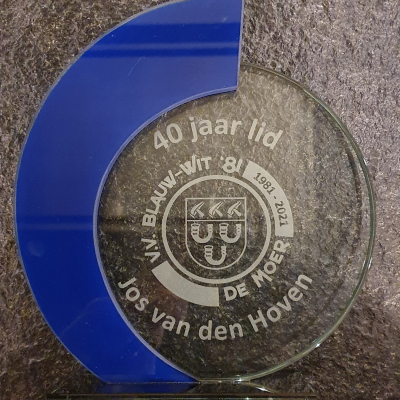 40 jaar lid
V.V. BLAUW-WIT '81
1981 - 2021
DE MOER
Jos van den Hoven